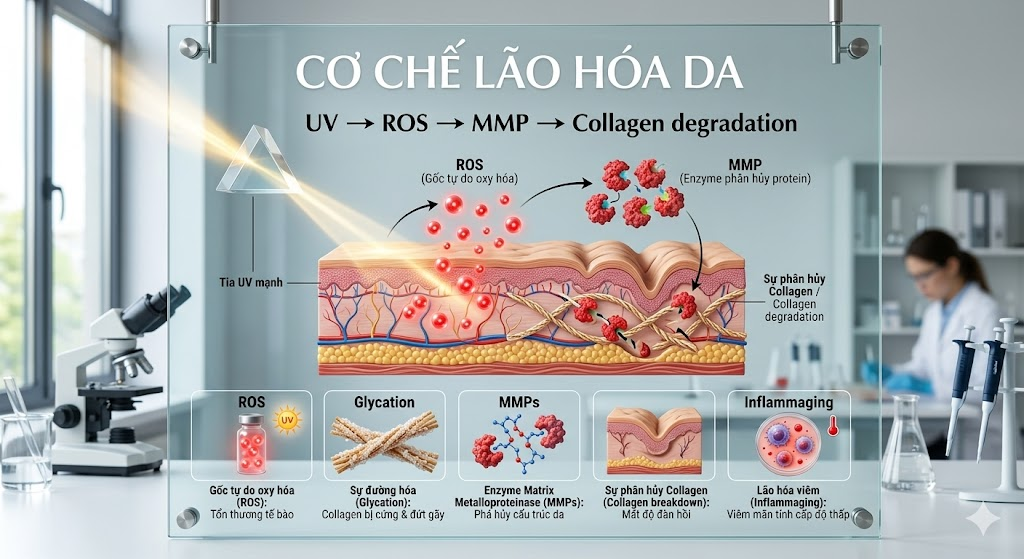 CƠ CHẾ LÃO HÓA DA
UV → ROS → MMP → Collagen degradation
ROS
(Gốc tự do oxy hóa)
MMP
(Enzyme phân hủy protein)
Tia UV mạnh
Sự phân hủy
Collagen /
Collagen
degradation
ROS
UV
Gốc tự do oxy hóa
(ROS):
Tổn thương tế bào
Glycation
Sự đường hóa
(Glycation):
Collagen bị cứng & đứt gãy
MMPs
Enzyme Matrix
Metalloproteinase (MMPs):
Phá hủy cấu trúc da
Sự phân hủy Collagen
(Collagen breakdown):
Mất độ đàn hồi
Inflammaging
Lão hóa viêm
(Inflammaging):
Viêm mãn tính cấp độ thấp